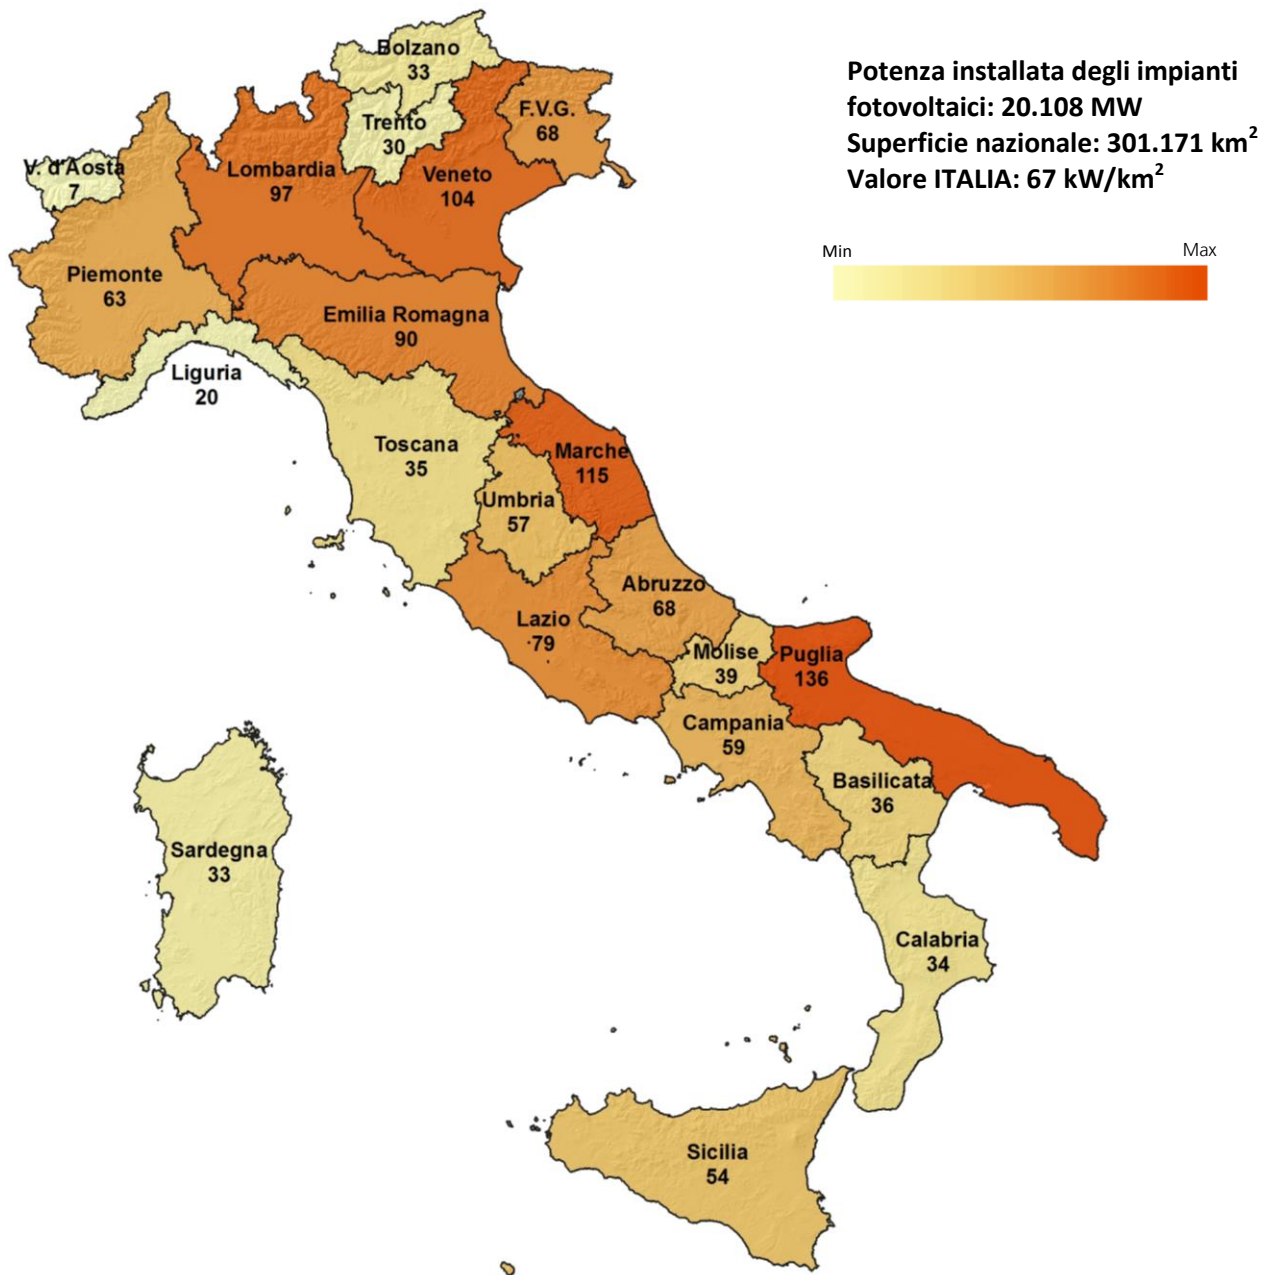 Potenza installata degli impianti
fotovoltaici: 20.108 MW
Superficie nazionale: 301.171 km²
Valore ITALIA: 67 kW/km²
Min
Max
Bolzano
33
Trento
30
F.V.G.
68
V. d'Aosta
7
Lombardia
97
Veneto
104
Piemonte
63
Emilia Romagna
90
Liguria
20
Toscana
35
Marche
115
Umbria
57
Abruzzo
68
Lazio
79
Molise
39
Puglia
136
Campania
59
Basilicata
36
Sardegna
33
Calabria
34
Sicilia
54